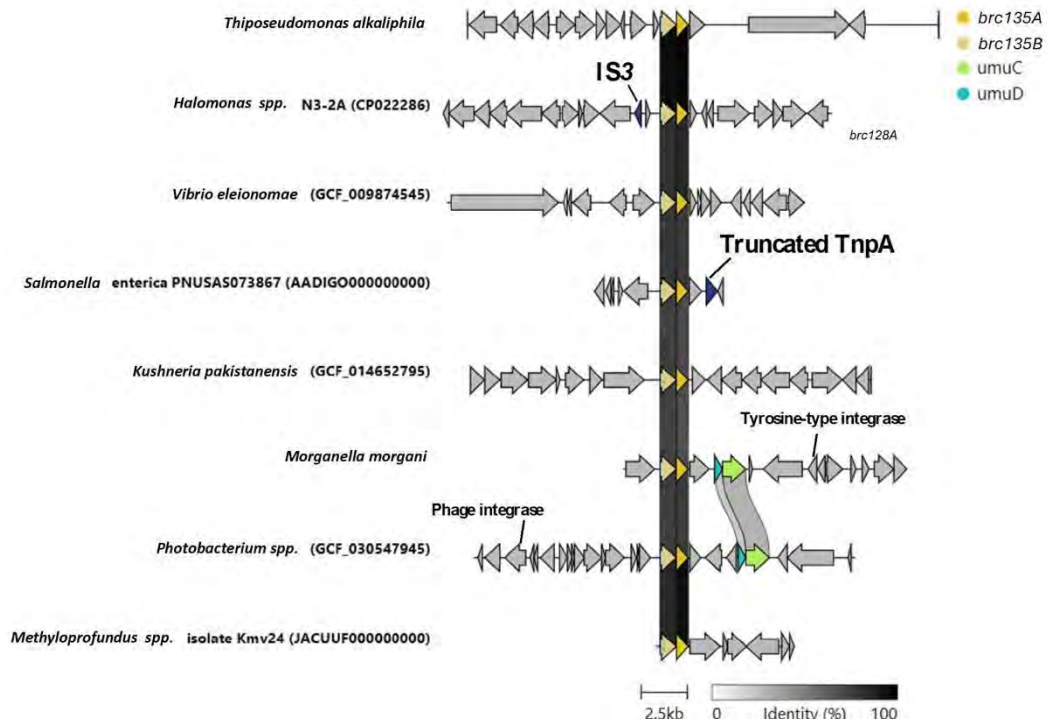 Thiposeudomonas alkaliphila
brc135A
brc135B
umuC
umuD
IS3
Halomonas spp. N3-2A (CP022286)
brc128A
Vibrio eleionomae (GCF_009874545)
Truncated TnpA
Salmonella enterica PNUSAS073867 (AADIGO000000000)
Kushneria pakistanensis (GCF_014652795)
Tyrosine-type integrase
Morganella morgani
Phage integrase
Photobacterium spp. (GCF_030547945)
Methyloprofundus spp. isolate Kmv24 (JACUUF000000000)
2.5kb
0 Identity (%) 100